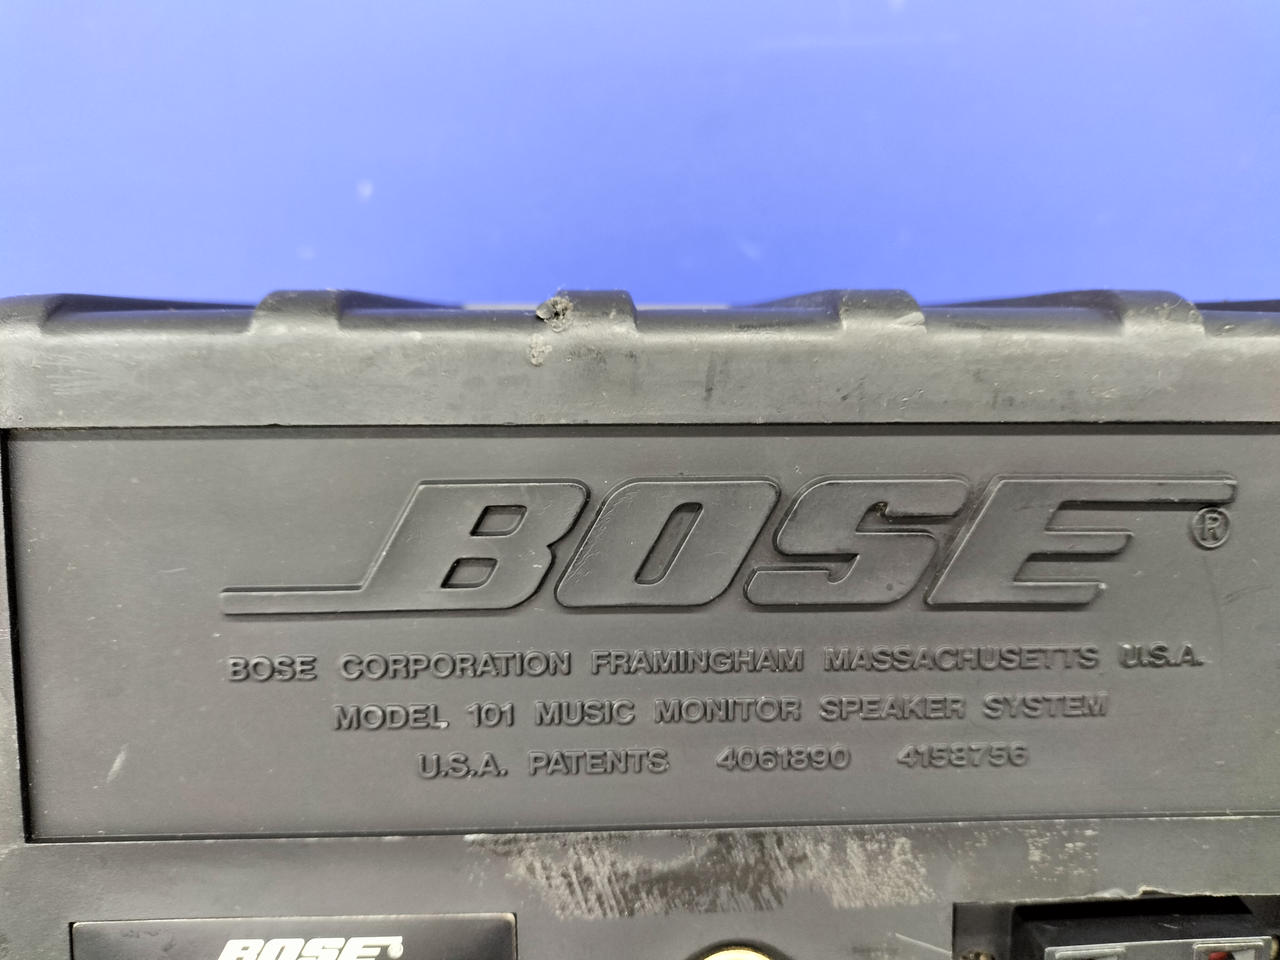 BOSE®
BOSE CORPORATION FRAMINGHAM MASSACHUSETTS U.S.A.
MODEL 101 MUSIC MONITOR SPEAKER SYSTEM
U.S.A. PATENTS 4061890 4158756
BOSE®